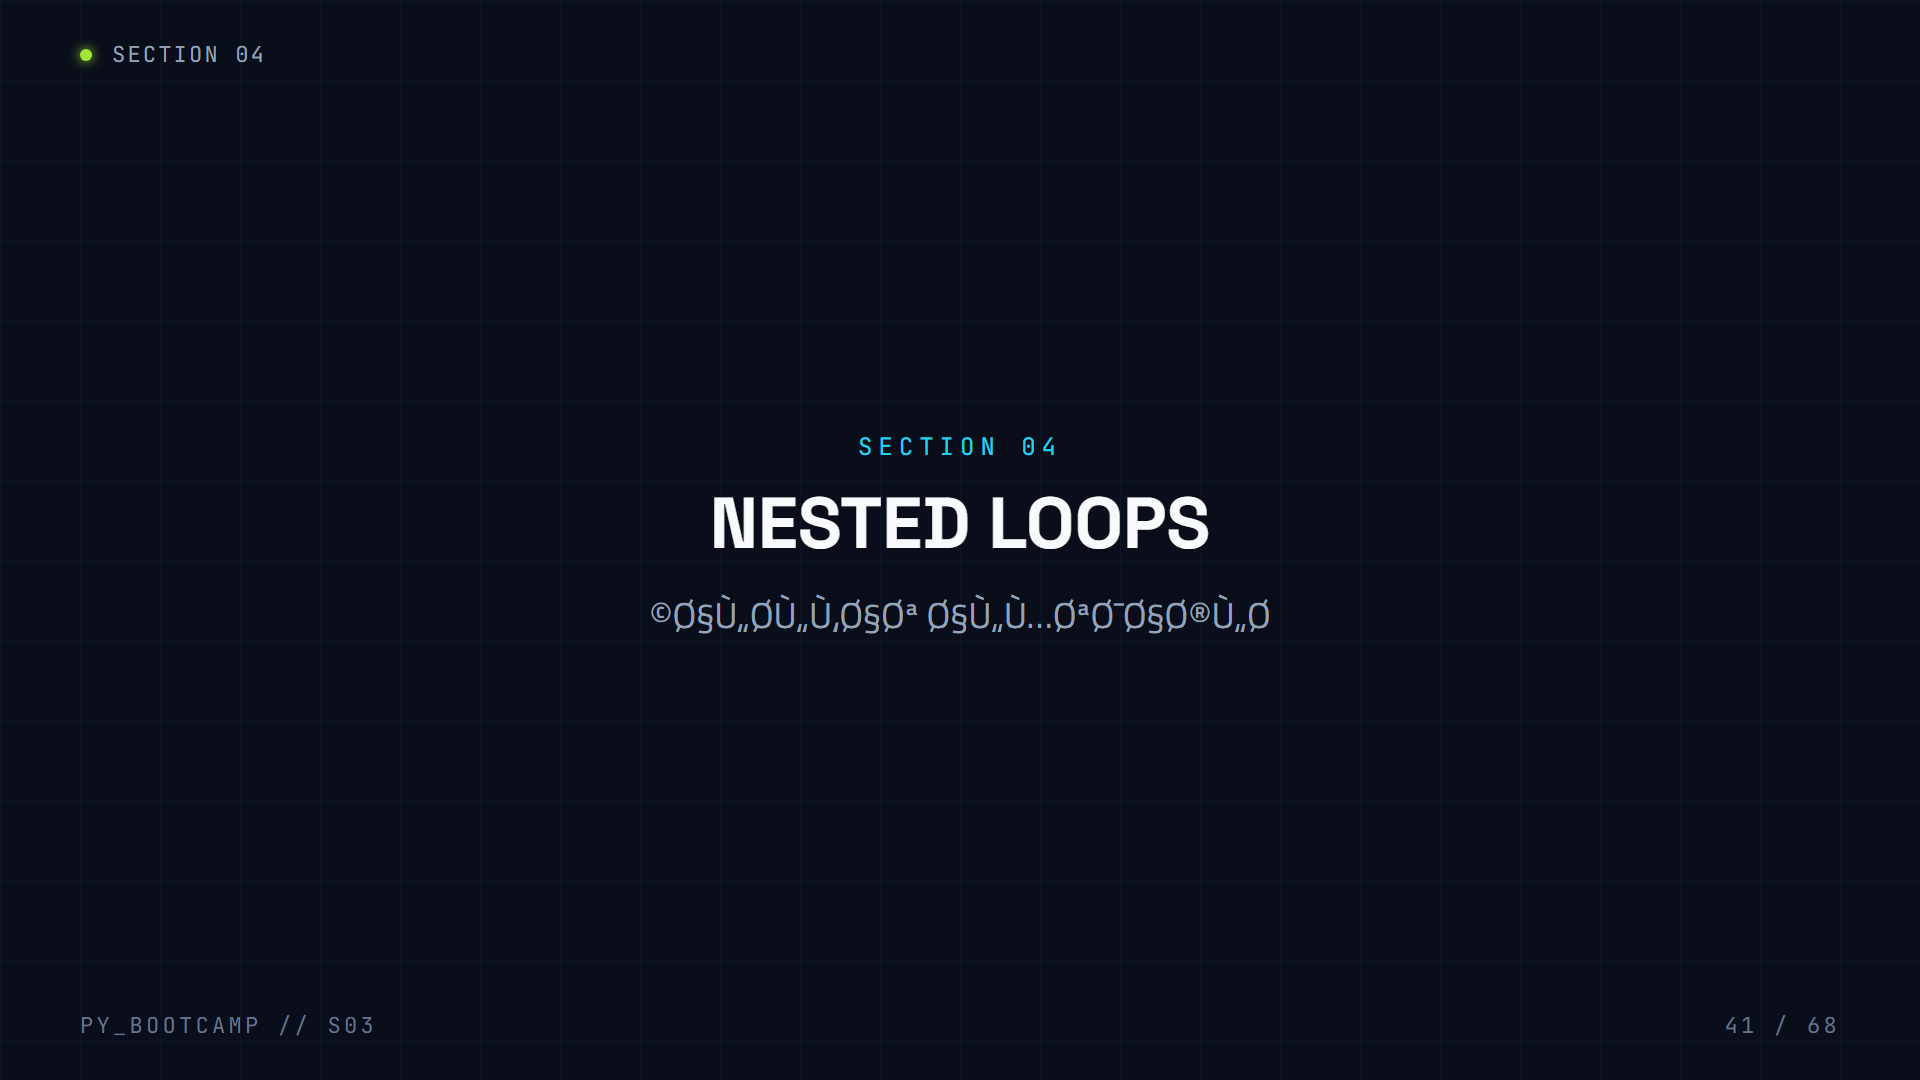 SECTION 04
SECTION 04
NESTED LOOPS
©Ø§Ù„ØÙ„Ù‚Ø§Øª Ø§Ù„Ù…ØªØ¯Ø§Ø®Ù„Ø
PY_BOOTCAMP // S03
41 / 68